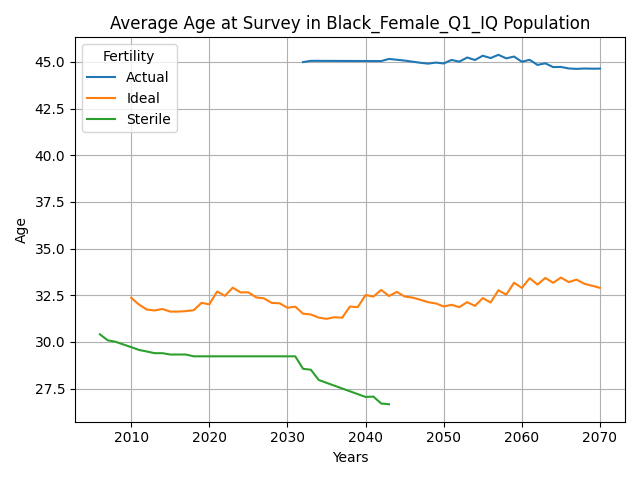 Average Age at Survey in Black_Female_Q1_IQ Population
Fertility
Actual
Ideal
Sterile
45.0
42.5
40.0
37.5
35.0
32.5
30.0
27.5
Age
2010 2020 2030 2040 2050 2060 2070
Years